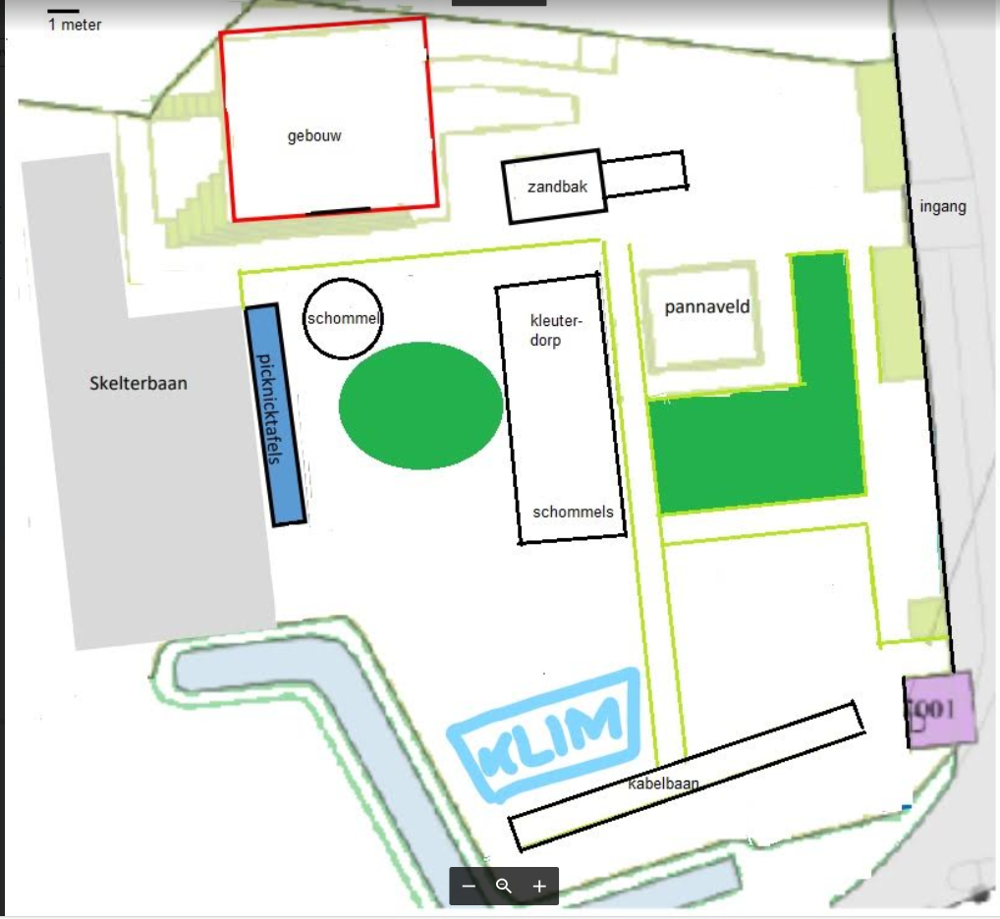 1 meter
gebouw
zandbak
ingang
schommel
kleuter-
dorp
pannaveld
picknicktafels
Skelterbaan
schommels
KLIM
kabelbaan